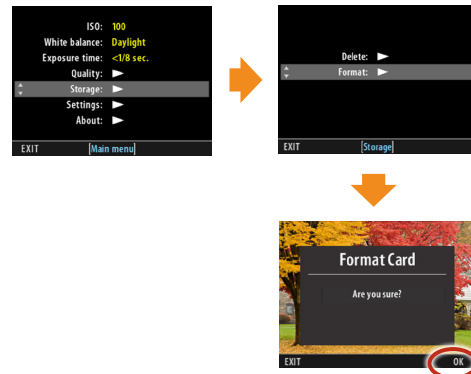 ISO: 100
White balance: Daylight
Exposure time: <1/8 sec.
Quality:
Storage:
Settings:
About:
EXIT [Main menu]
Delete:
Format:
EXIT [Storage]
Format Card
Are you sure?
EXIT OK